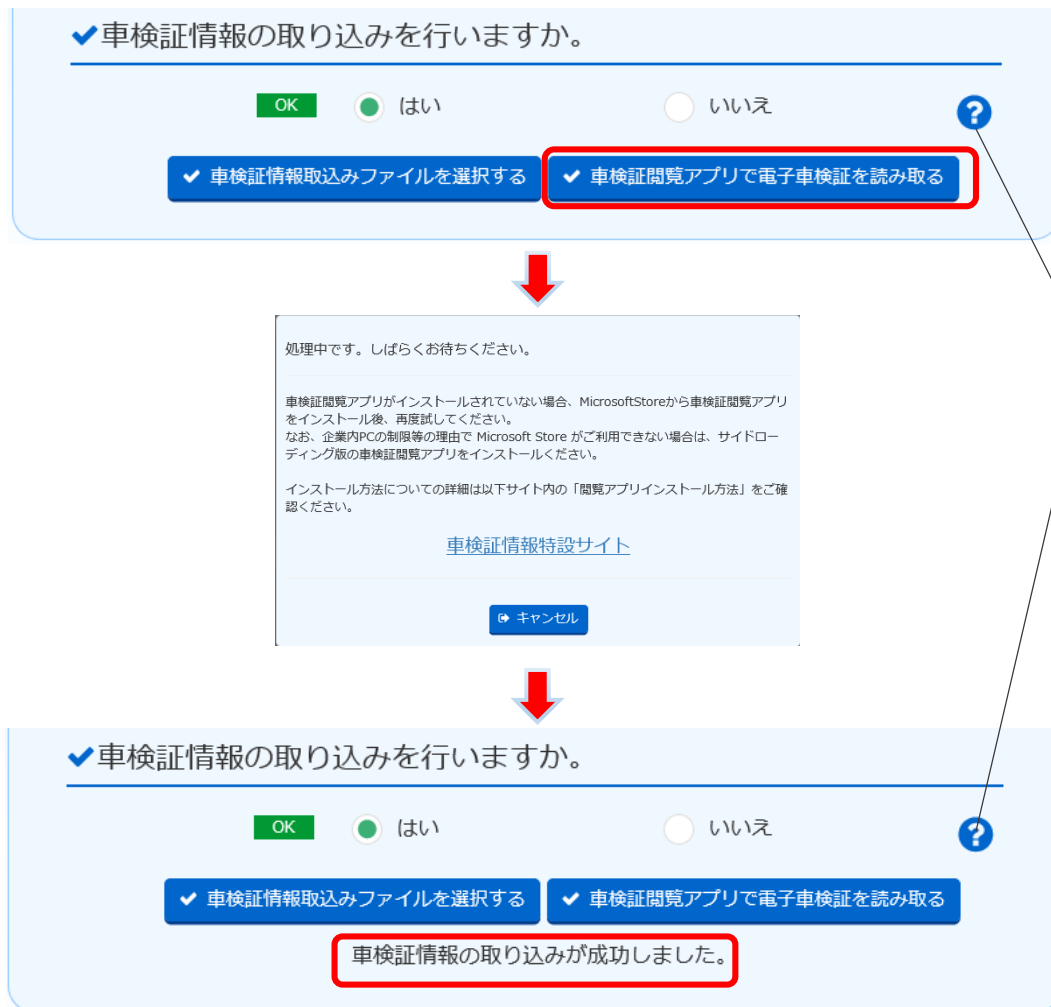 車検証情報の取り込みを行いますか。
OK はい いいえ ?
車検証情報取込みファイルを選択する 車検証閲覧アプリで電子車検証を読み取る
処理中です。しばらくお待ちください。
車検証閲覧アプリがインストールされていない場合、MicrosoftStoreから車検証閲覧アプリ
をインストール後、再度試してください。
なお、企業内PCの制限等の理由で Microsoft Store がご利用できない場合は、サイドロー
ディング版の車検証閲覧アプリをインストールください。
インストール方法についての詳細は以下サイト内の「閲覧アプリインストール方法」をご確
認ください。
車検証情報特設サイト
キャンセル
車検証情報の取り込みを行いますか。
OK はい いいえ ?
車検証情報取込みファイルを選択する 車検証閲覧アプリで電子車検証を読み取る
車検証情報の取り込みが成功しました。